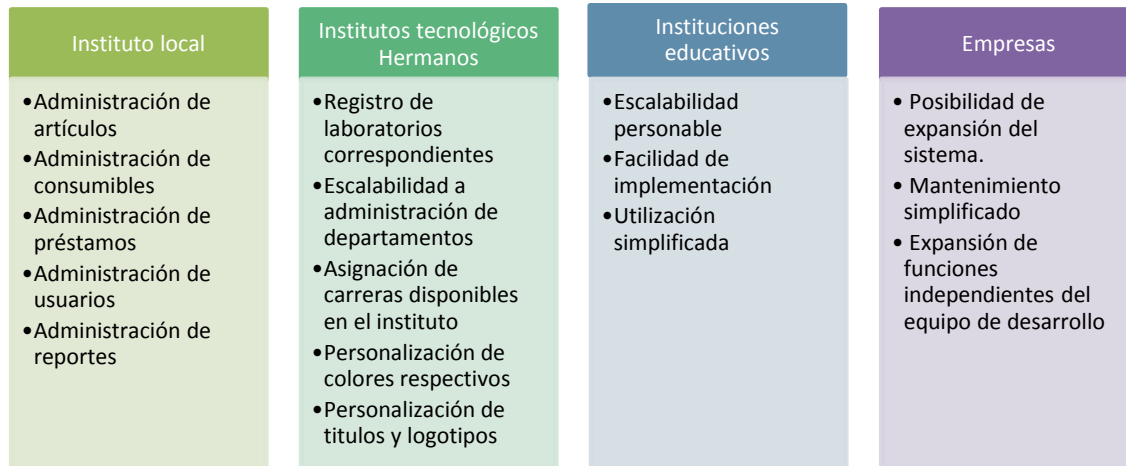 Instituto local
•Administración de
artículos
•Administración de
consumibles
•Administración de
préstamos
•Administración de
usuarios
•Administración de
reportes
Institutos tecnológicos
Hermanos
•Registro de
laboratorios
correspondientes
•Escalabilidad a
administración de
departamentos
•Asignación de
carreras disponibles
en el instituto
•Personalización de
colores respectivos
•Personalización de
titulos y logotipos
Instituciones
educativos
•Escalabilidad
personable
•Facilidad de
implementación
•Utilización
simplificada
Empresas
• Posibilidad de
expansión del
sistema.
• Mantenimiento
simplificado
• Expansión de
funciones
independientes del
equipo de desarrollo